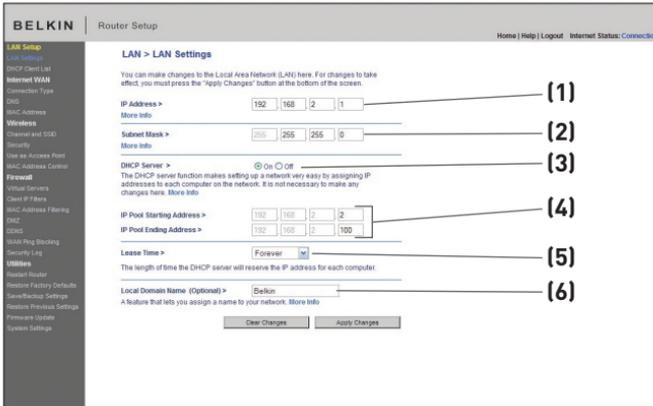 BELKIN
Router Setup
Home | Help | Logout Internet Status: Connectio
LAN Setup
LAN Settings
DHCP Client List
Internet WAN
Connection Type
DNS
MAC Address
Wireless
Channel and SSID
Security
Use as Access Point
MAC Address Control
Firewall
Virtual Servers
Client IP Filters
MAC Address Filtering
DMZ
DDNS
WAN Ping Blocking
Security Log
Utilities
Restart Router
Restore Factory Defaults
Save/Backup Settings
Restore Previous Settings
Firmware Update
System Settings
LAN > LAN Settings
You can make changes to the Local Area Network (LAN) here. For changes to
effect, you must press the "Apply Changes" button at the bottom of the screen.
IP Address > 192 . 168 . 2 . 1
More Info
(1)
Subnet Mask > 255 . 255 . 255 . 0
More Info
(2)
DHCP Server > On Off
(3)
The DHCP server function makes setting up a network very easy by assigning IP
addresses to each computer on the network. It is not necessary to make any
changes here. More Info
IP Pool Starting Address > 192 . 168 . 2 . 2
IP Pool Ending Address > 192 . 168 . 2 . 100
(4)
Lease Time > Forever
(5)
The length of time the DHCP server will reserve the IP address for each computer.
Local Domain Name (Optional) > Belkin
(6)
A feature that lets you assign a name to your network. More Info
Clear Changes
Apply Changes